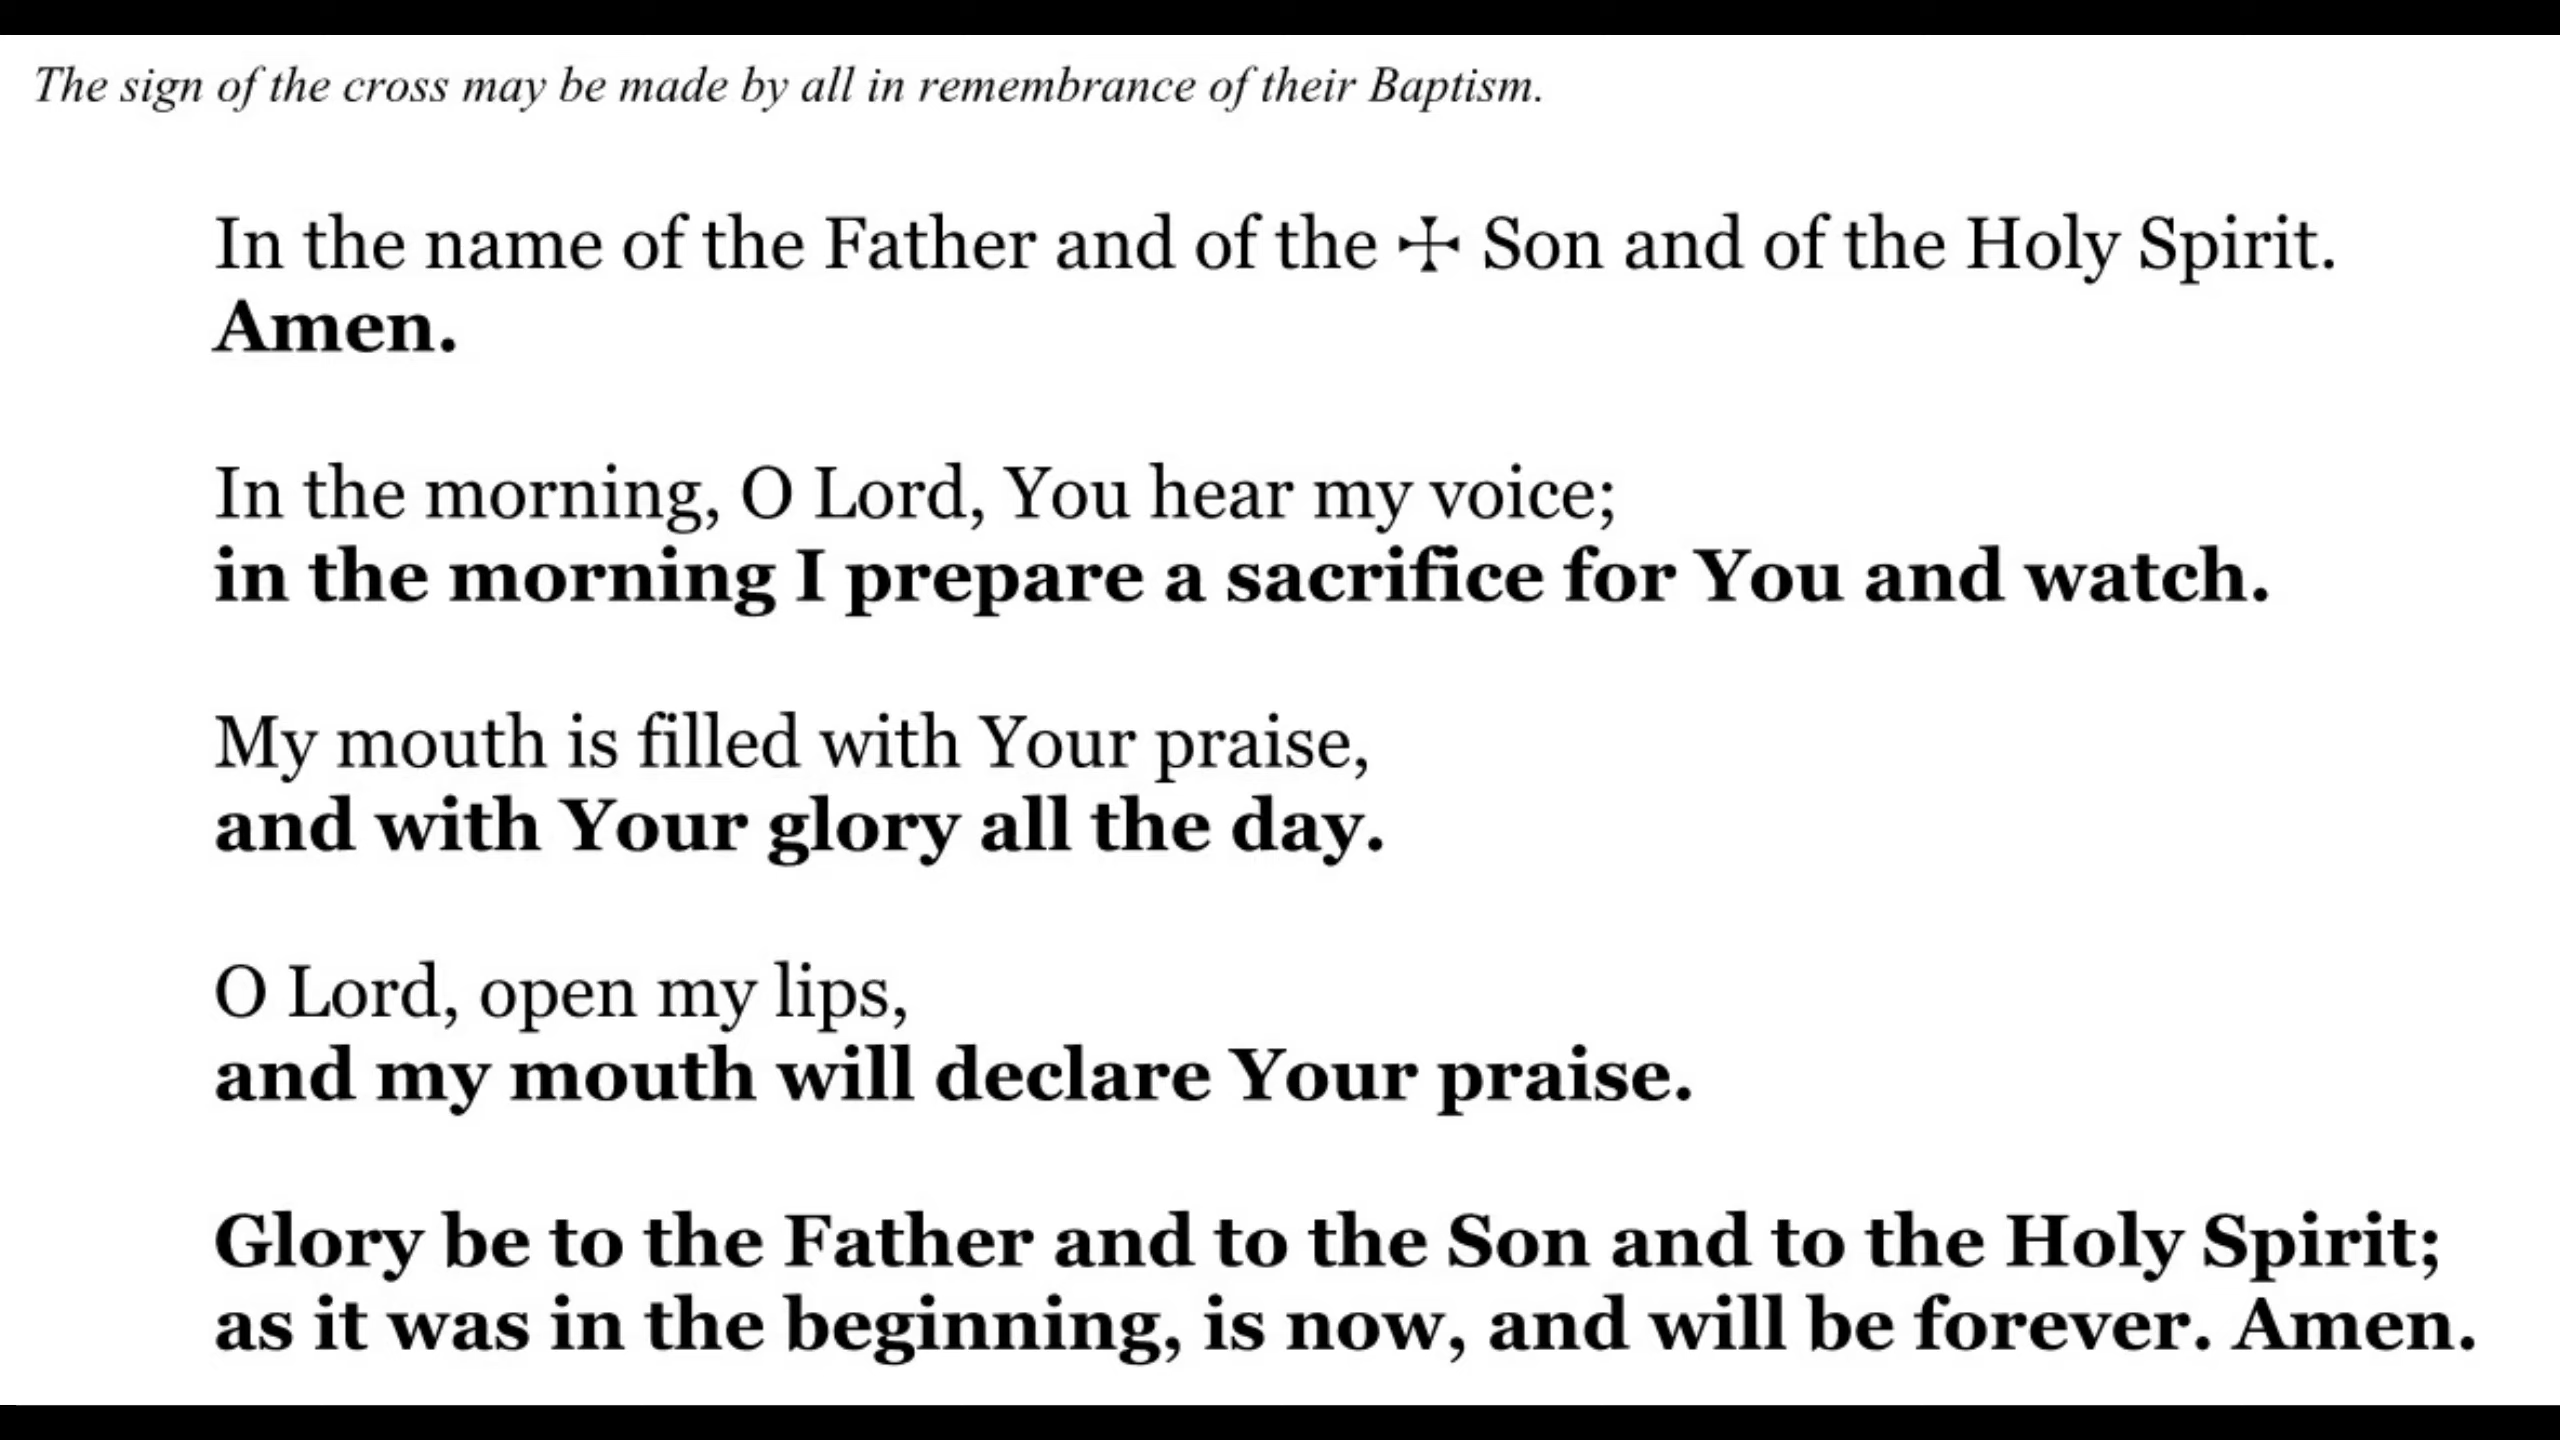 The sign of the cross may be made by all in remembrance of their Baptism.
In the name of the Father and of the ☩ Son and of the Holy Spirit.
Amen.
In the morning, O Lord, You hear my voice;
in the morning I prepare a sacrifice for You and watch.
My mouth is filled with Your praise,
and with Your glory all the day.
O Lord, open my lips,
and my mouth will declare Your praise.
Glory be to the Father and to the Son and to the Holy Spirit;
as it was in the beginning, is now, and will be forever. Amen.